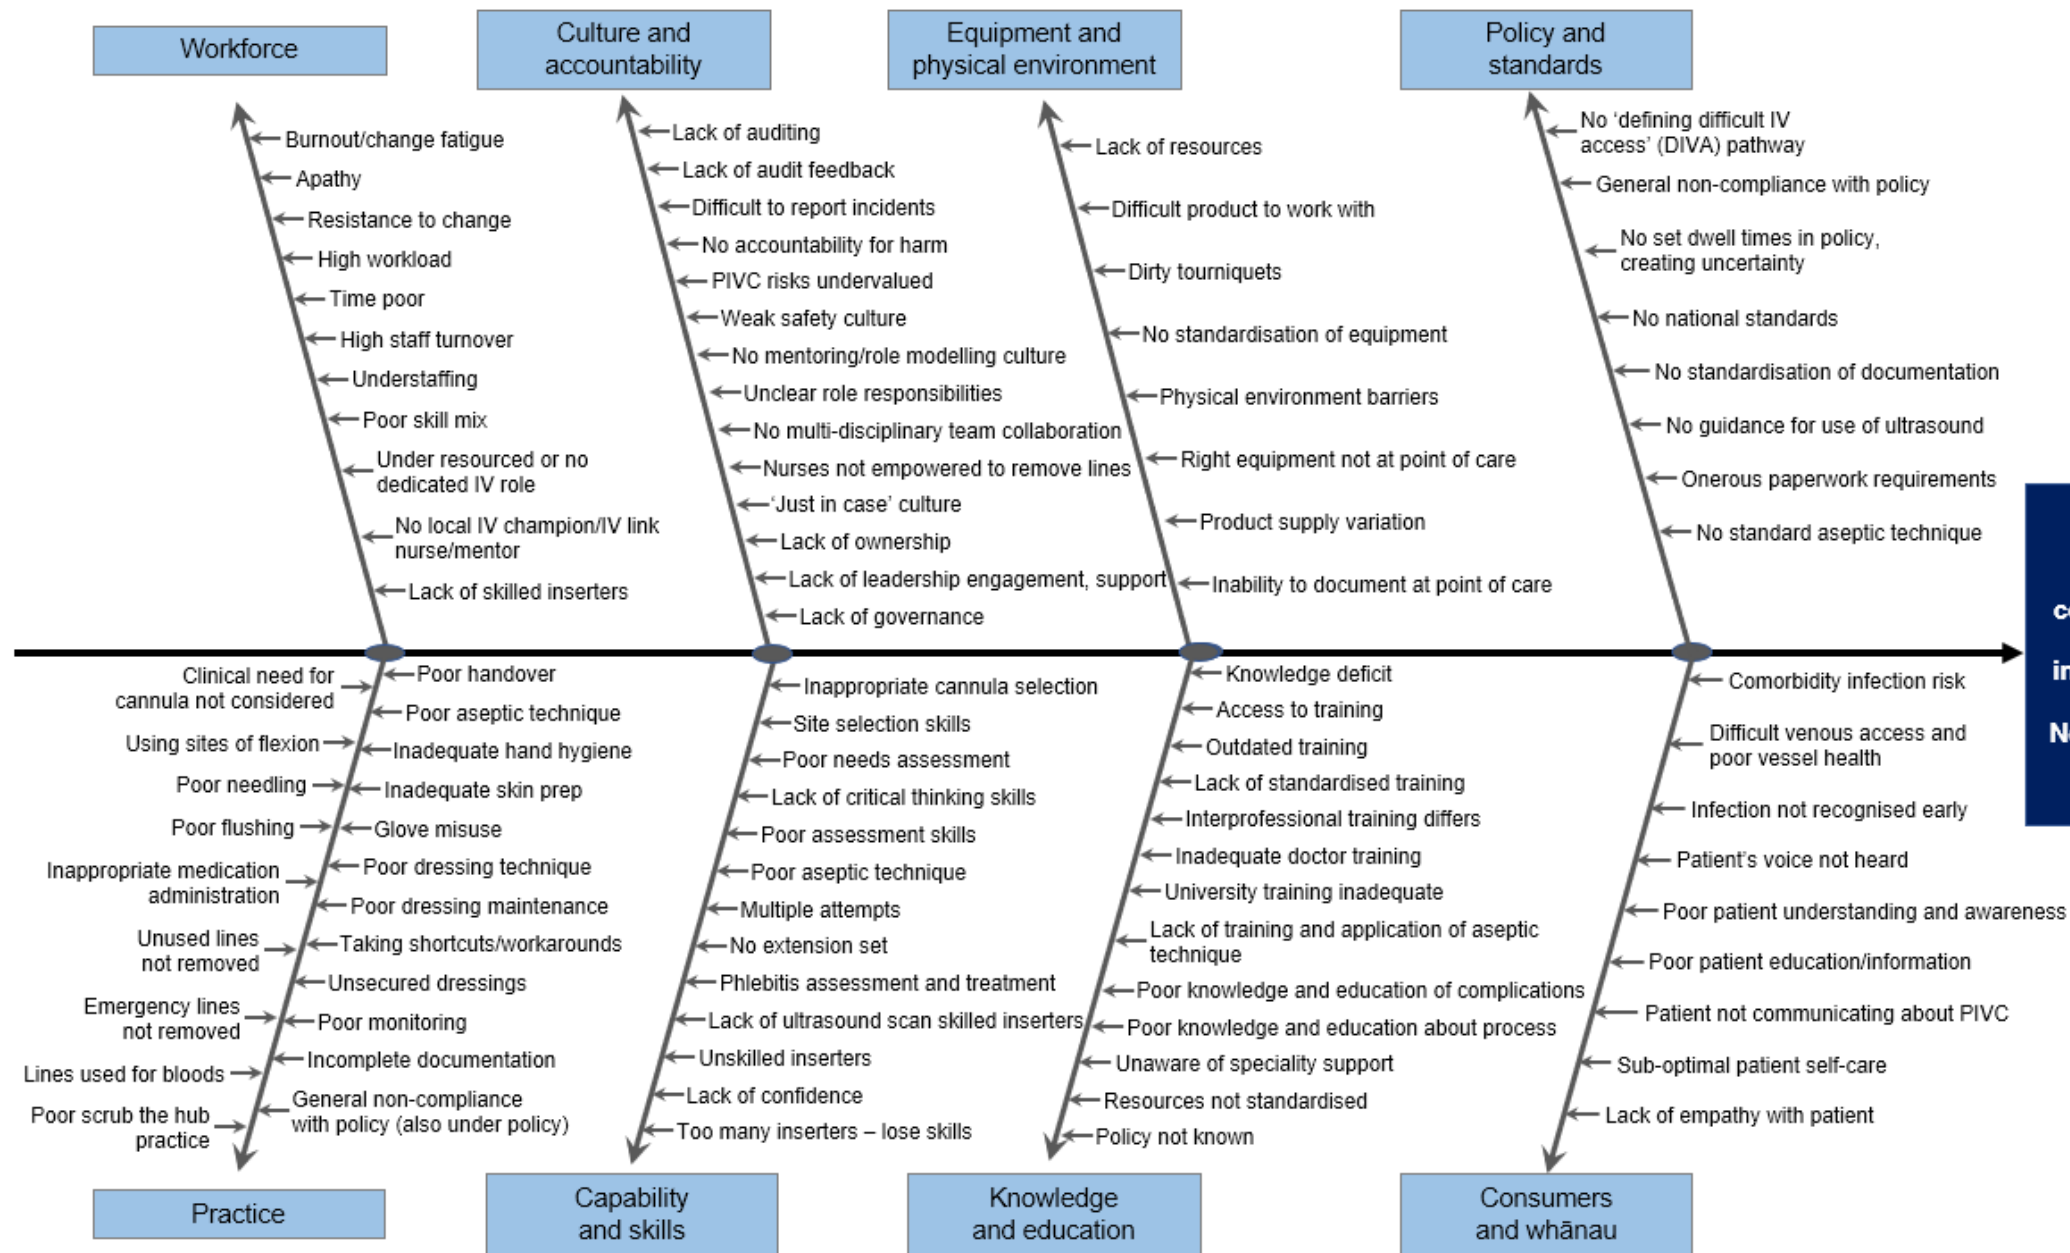 Workforce
Culture and
accountability
Equipment and
physical environment
Policy and
standards
Burnout/change fatigue
Apathy
Resistance to change
High workload
Time poor
High staff turnover
Understaffing
Poor skill mix
Under resourced or no
dedicated IV role
No local IV champion/IV link
nurse/mentor
Lack of skilled inserters
Lack of auditing
Lack of audit feedback
Difficult to report incidents
No accountability for harm
PIVC risks undervalued
Weak safety culture
No mentoring/role modelling culture
Unclear role responsibilities
No multi-disciplinary team collaboration
Nurses not empowered to remove lines
‘Just in case’ culture
Lack of ownership
Lack of leadership engagement, support
Lack of governance
Lack of resources
Difficult product to work with
Dirty tourniquets
No standardisation of equipment
Physical environment barriers
Right equipment not at point of care
Product supply variation
Inability to document at point of care
No ‘defining difficult IV
access’ (DIVA) pathway
General non-compliance with policy
No set dwell times in policy,
creating uncertainty
No national standards
No standardisation of documentation
No guidance for use of ultrasound
Onerous paperwork requirements
No standard aseptic technique
Clinical need for
cannula not considered
Using sites of flexion
Poor needling
Poor flushing
Inappropriate medication
administration
Unused lines
not removed
Emergency lines
not removed
Lines used for bloods
Poor scrub the hub
practice
Poor handover
Poor aseptic technique
Inadequate hand hygiene
Inadequate skin prep
Glove misuse
Poor dressing technique
Poor dressing maintenance
Taking shortcuts/workarounds
Unsecured dressings
Poor monitoring
Incomplete documentation
General non-compliance
with policy (also under policy)
Inappropriate cannula selection
Site selection skills
Poor needs assessment
Lack of critical thinking skills
Poor assessment skills
Poor aseptic technique
Multiple attempts
No extension set
Phlebitis assessment and treatment
Lack of ultrasound scan skilled inserters
Unskilled inserters
Lack of confidence
Too many inserters – lose skills
Knowledge deficit
Access to training
Outdated training
Lack of standardised training
Interprofessional training differs
Inadequate doctor training
University training inadequate
Lack of training and application of aseptic
technique
Poor knowledge and education of complications
Poor knowledge and education about process
Unaware of speciality support
Resources not standardised
Policy not known
Comorbidity infection risk
Difficult venous access and
poor vessel health
Infection not recognised early
Patient’s voice not heard
Poor patient understanding and awareness
Poor patient education/information
Patient not communicating about PIVC
Sub-optimal patient self-care
Lack of empathy with patient
Practice
Capability
and skills
Knowledge
and education
Consumers
and whānau